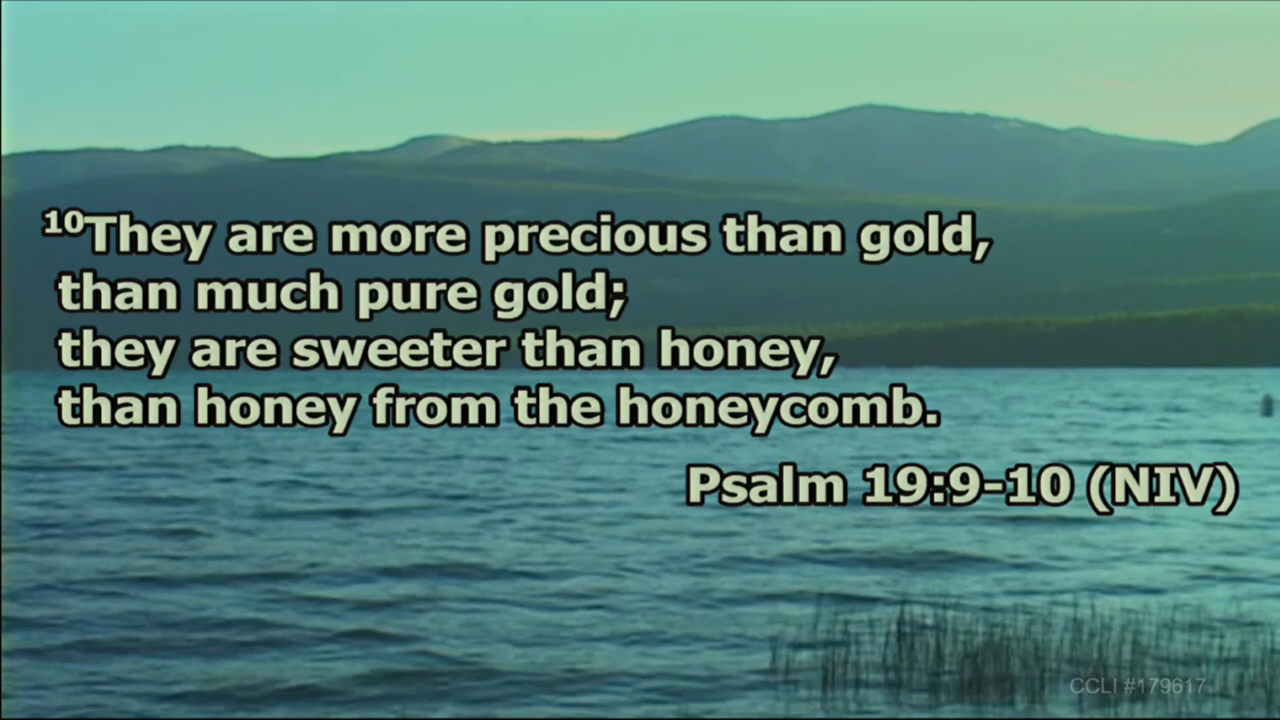 ¹⁰They are more precious than gold,
than much pure gold;
they are sweeter than honey,
than honey from the honeycomb.
Psalm 19:9-10 (NIV)
CCLI #179617